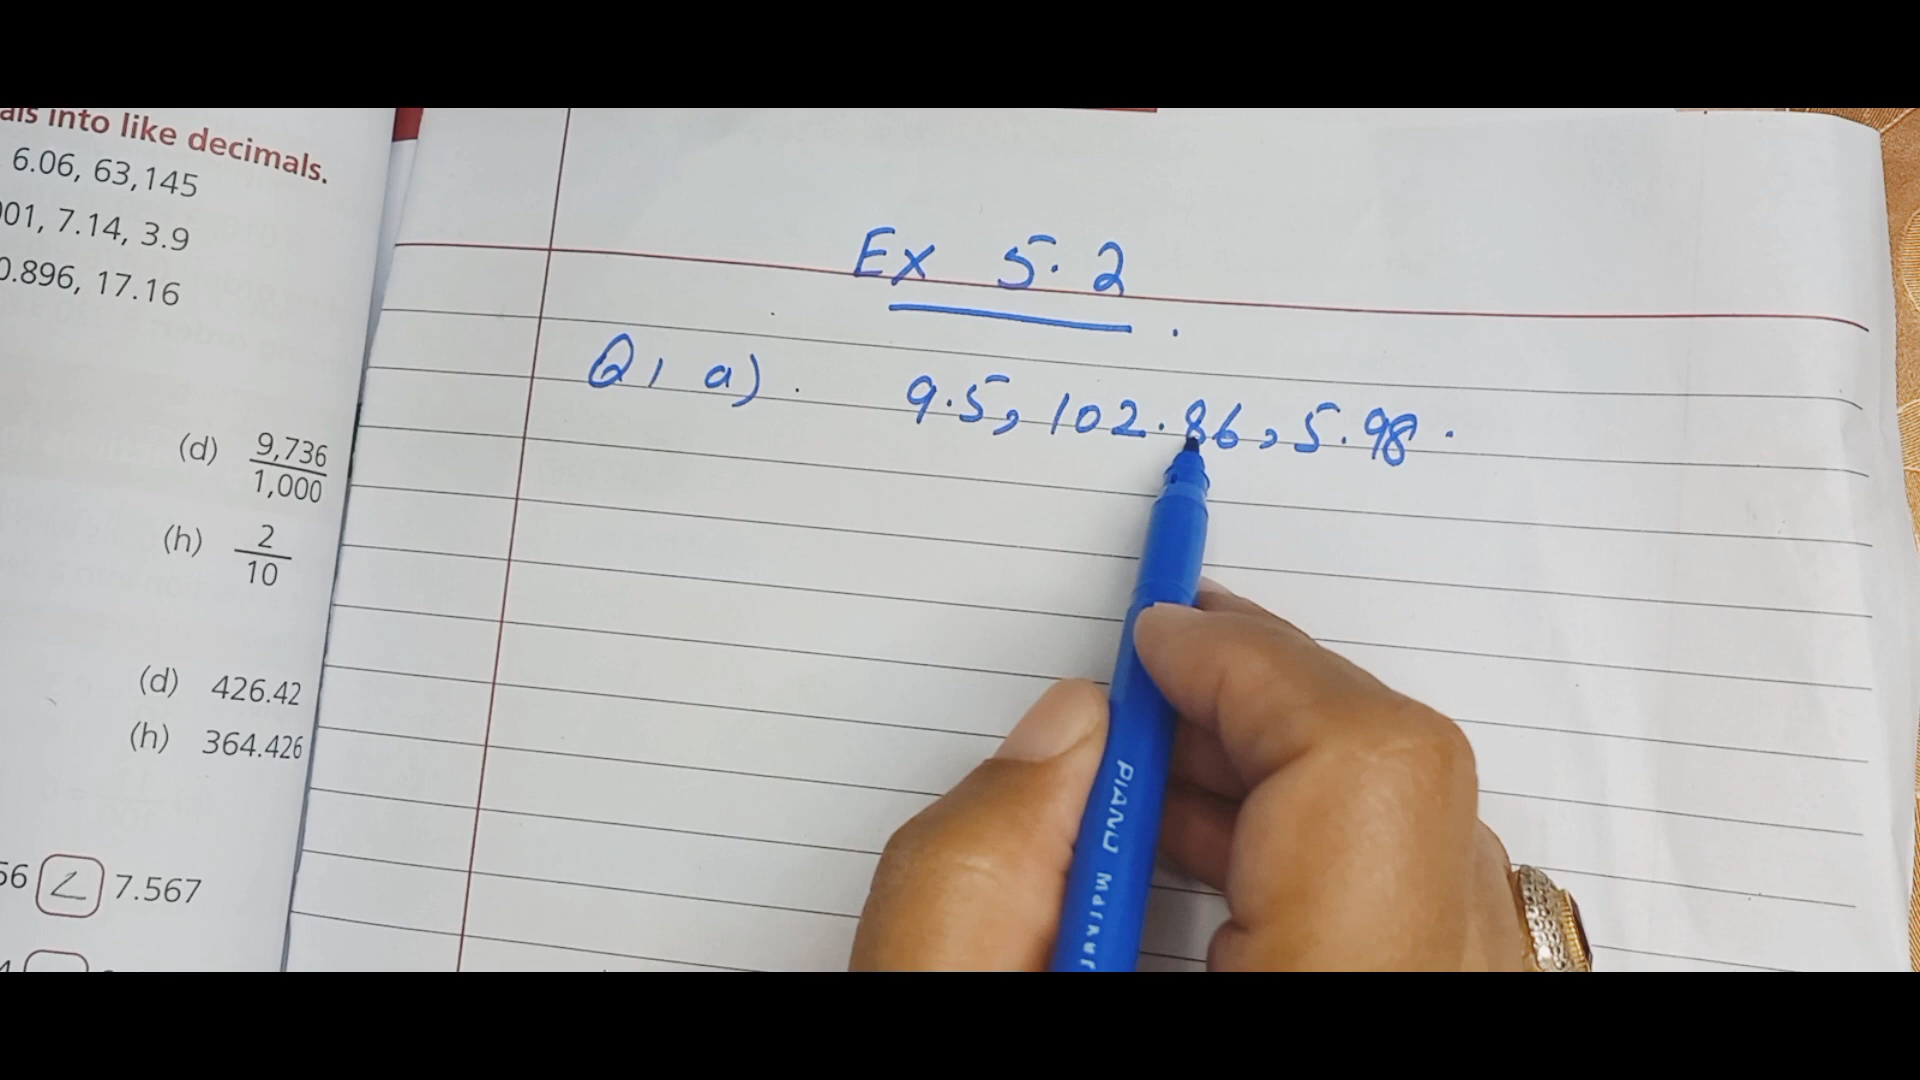 into like decimals.
6.06, 63,145
01, 7.14, 3.9
0.896, 17.16
(d) 9,736
1,000
(h) 2
10
(d) 426.42
(h) 364.426
56 < 7.567
Ex 5.2
Q1 a). 9.5, 102.86, 5.98.
PIANO Marker